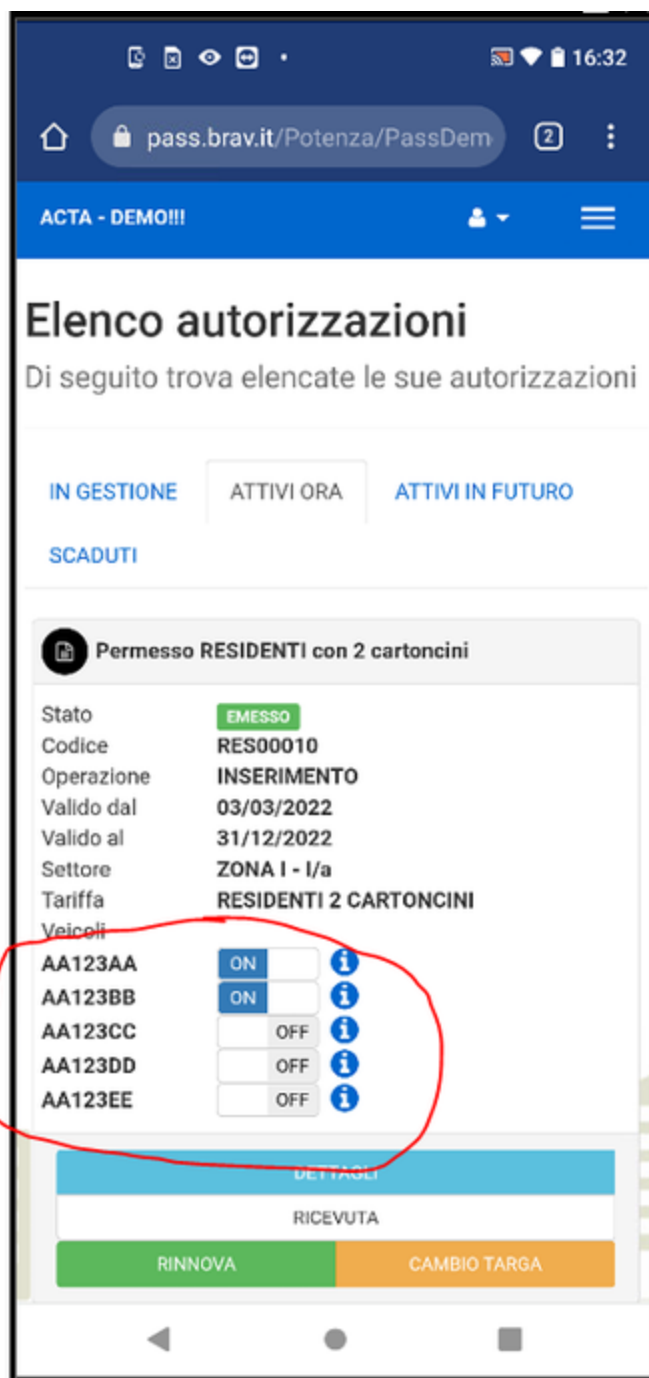 16:32
pass.brav.it/Potenza/PassDem
2
ACTA - DEMO!!!
Elenco autorizzazioni
Di seguito trova elencate le sue autorizzazioni
IN GESTIONE ATTIVI ORA ATTIVI IN FUTURO
SCADUTI
Permesso RESIDENTI con 2 cartoncini
Stato EMESSO
Codice RES00010
Operazione INSERIMENTO
Valido dal 03/03/2022
Valido al 31/12/2022
Settore ZONA I - I/a
Tariffa RESIDENTI 2 CARTONCINI
Veicoli
AA123AA ON
AA123BB ON
AA123CC OFF
AA123DD OFF
AA123EE OFF
DETTAGLI
RICEVUTA
RINNOVA CAMBIO TARGA